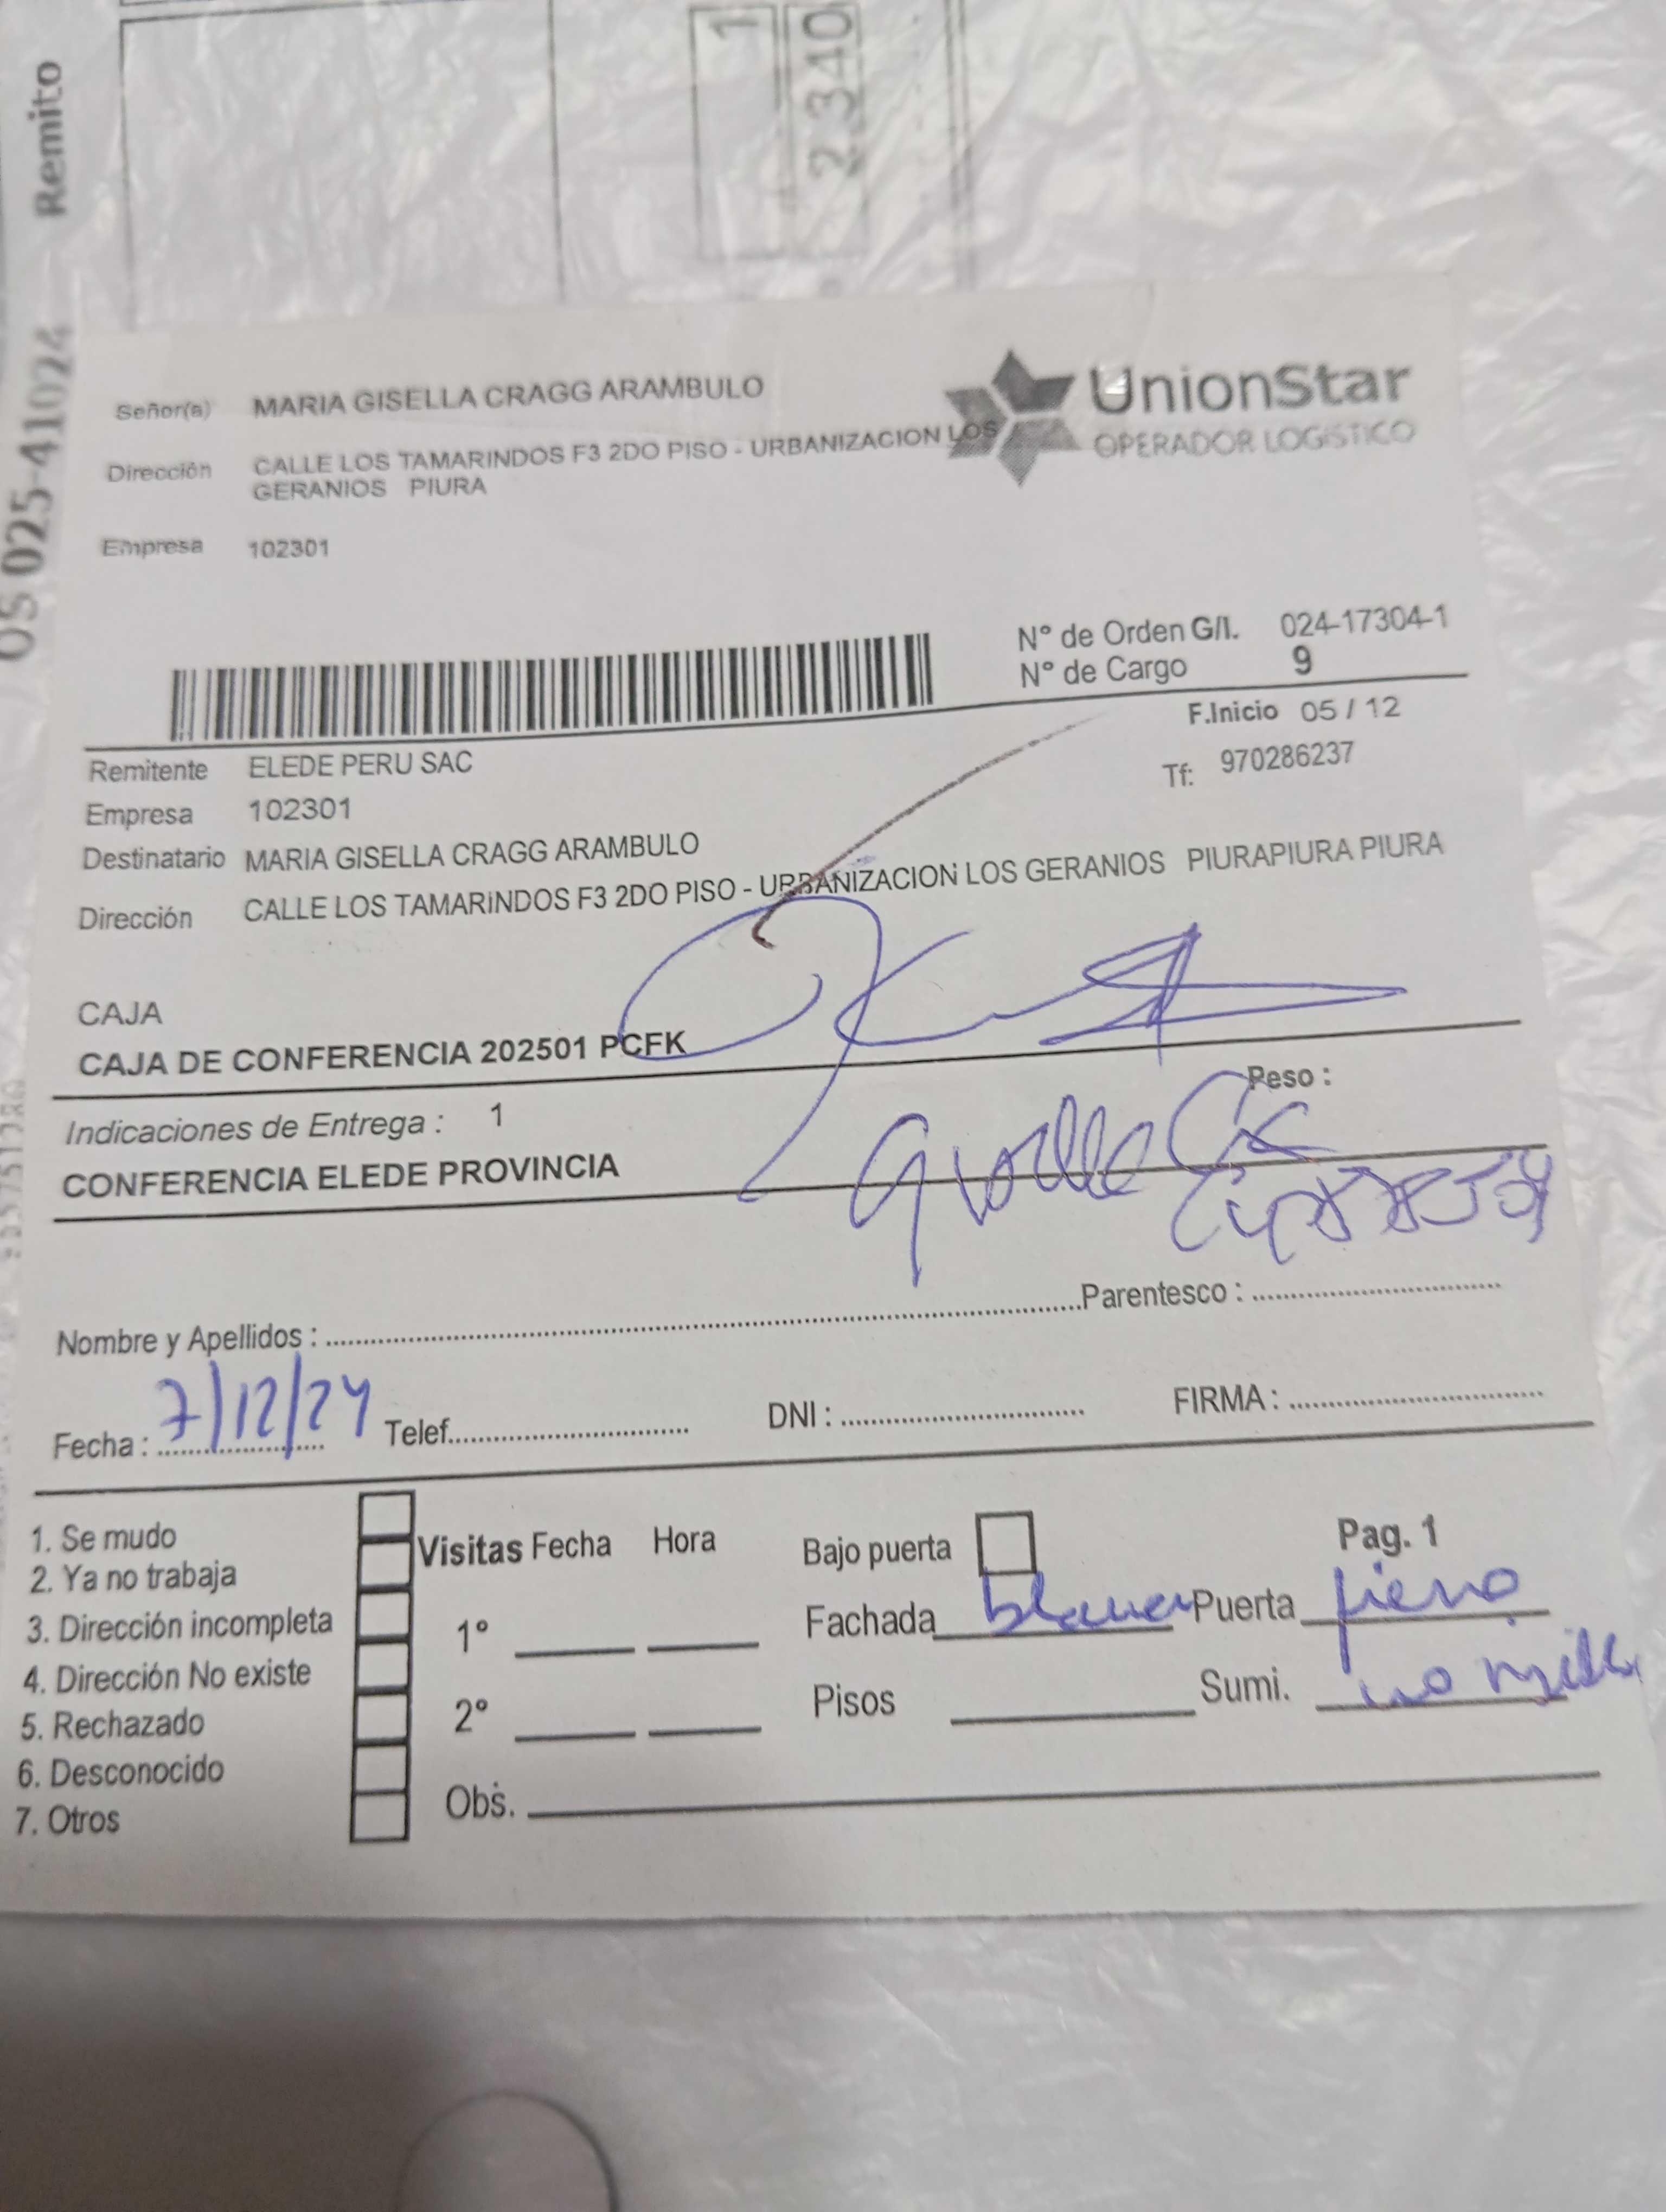 Remito
1
2340
OS 025-41024
UnionStar
OPERADOR LOGISTICO
Señor(a) MARIA GISELLA CRAGG ARAMBULO
Dirección CALLE LOS TAMARINDOS F3 2DO PISO - URBANIZACION LOS
GERANIOS PIURA
Empresa 102301
N° de Orden G/I. 024-17304-1
N° de Cargo 9
F.Inicio 05 / 12
Remitente ELEDE PERU SAC
Tf: 970286237
Empresa 102301
Destinatario MARIA GISELLA CRAGG ARAMBULO
Dirección CALLE LOS TAMARINDOS F3 2DO PISO - URBANIZACION LOS GERANIOS PIURAPIURA PIURA
CAJA
CAJA DE CONFERENCIA 202501 PCFK
Peso :
Indicaciones de Entrega : 1
CONFERENCIA ELEDE PROVINCIA
Nombre y Apellidos : Parentesco :
Fecha : 7/12/24 Telef. DNI : FIRMA :
1. Se mudo
2. Ya no trabaja
3. Dirección incompleta
4. Dirección No existe
5. Rechazado
6. Desconocido
7. Otros
Visitas Fecha Hora
1°
2°
Obs.
Bajo puerta Pag. 1
Fachada blanca Puerta fierro
Pisos Sumi. no